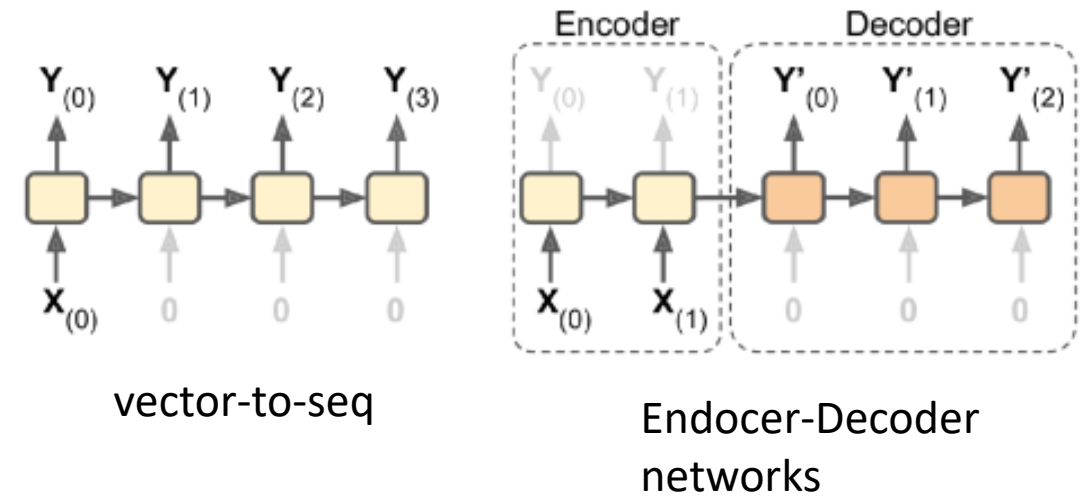 Encoder Decoder
Y(0) Y(1) Y(2) Y(3) Y(0) Y(1) Y'(0) Y'(1) Y'(2)
X(0) 0 0 0 X(0) X(1) 0 0 0
vector-to-seq
Endocer-Decoder
networks